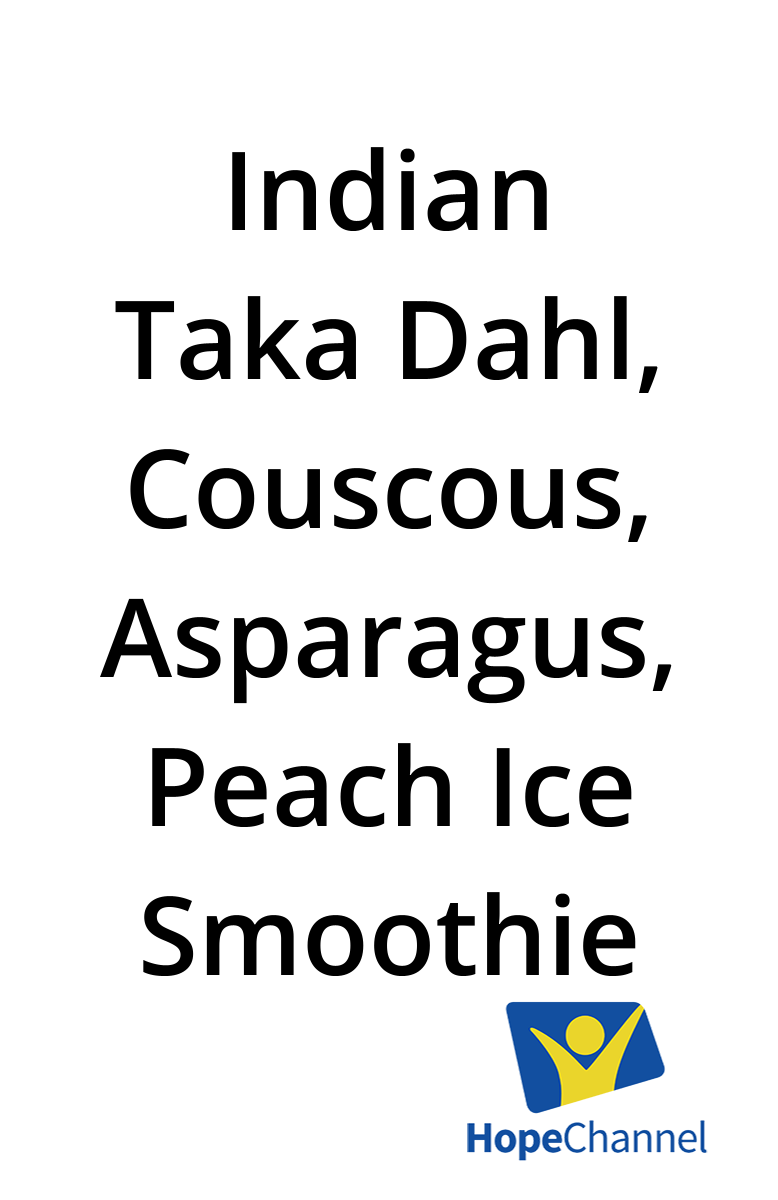 Indian
Taka Dahl,
Couscous,
Asparagus,
Peach Ice
Smoothie
HopeChannel